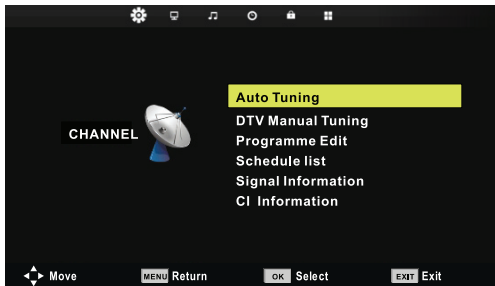 CHANNEL
Auto Tuning
DTV Manual Tuning
Programme Edit
Schedule list
Signal Information
CI Information
Move MENU Return OK Select EXIT Exit